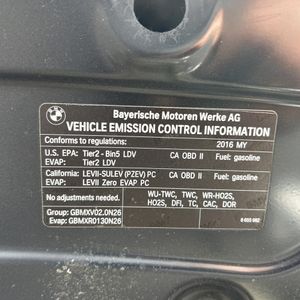 BMW
Bayerische Motoren Werke AG
VEHICLE EMISSION CONTROL INFORMATION
Conforms to regulations: 2016 MY
U.S. EPA: Tier2 - Bin5 LDV CA OBD II Fuel: gasoline
EVAP: Tier2 LDV
California: LEVII-SULEV (PZEV) PC CA OBD II Fuel: gasoline
EVAP: LEVII Zero EVAP PC
No adjustments needed. WU-TWC, TWC, WR-HO2S,
HO2S, DFI, TC, CAC, DOR
Group: GBMXV02.0N26
Evap: GBMXR0130N26